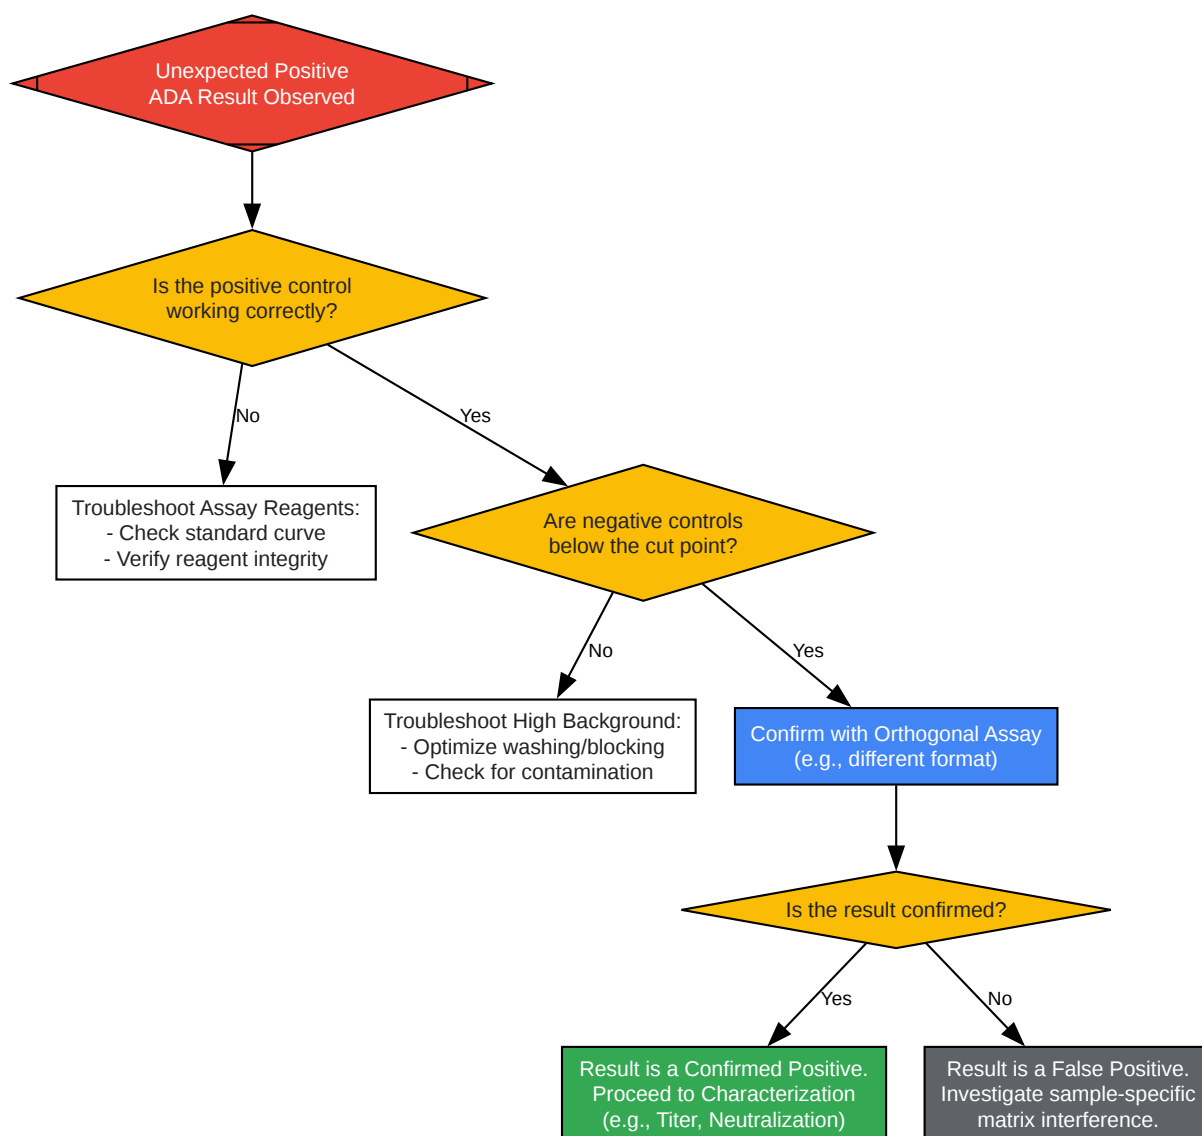 Unexpected Positive
ADA Result Observed
Is the positive control
working correctly?
No
Yes
Troubleshoot Assay Reagents:
- Check standard curve
- Verify reagent integrity
Are negative controls
below the cut point?
No
Yes
Troubleshoot High Background:
- Optimize washing/blocking
- Check for contamination
Confirm with Orthogonal Assay
(e.g., different format)
Is the result confirmed?
Yes
No
Result is a Confirmed Positive.
Proceed to Characterization
(e.g., Titer, Neutralization)
Result is a False Positive.
Investigate sample-specific
matrix interference.